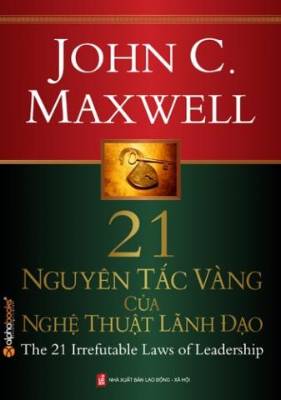 JOHN C.
MAXWELL
21
NGUYÊN TẮC VÀNG
CỦA
NGHỆ THUẬT LÃNH ĐẠO
The 21 Irrefutable Laws of Leadership
alphabooks
NHÀ XUẤT BẢN LAO ĐỘNG - XÃ HỘI